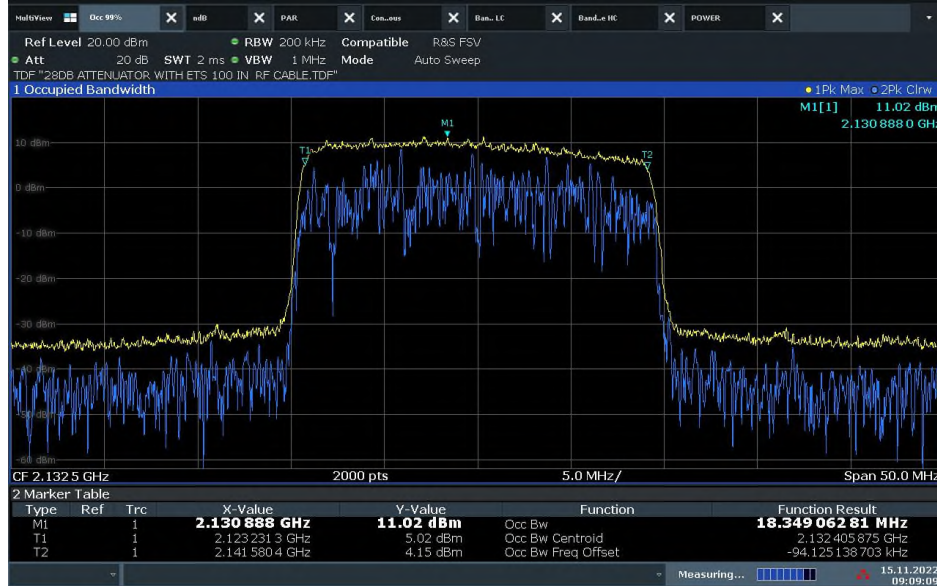 MultiView Occ 99% ndB PAR Con..ous Ban.. LC Band..e HC POWER
Ref Level 20.00 dBm RBW 200 kHz Compatible R&S FSV
Att 20 dB SWT 2 ms VBW 1 MHz Mode Auto Sweep
TDF "28DB ATTENUATOR WITH ETS 100 IN RF CABLE.TDF"
1 Occupied Bandwidth 1Pk Max 2Pk Clrw
M1[1] 11.02 dBm
2.130 888 0 GHz
M1
10 dBm
T1
T2
0 dBm
-10 dBm
-20 dBm
-30 dBm
-40 dBm
-50 dBm
-60 dBm
CF 2.132 5 GHz 2000 pts 5.0 MHz/ Span 50.0 MHz
2 Marker Table
Type Ref Trc X-Value Y-Value Function Function Result
M1 1 2.130 888 GHz 11.02 dBm Occ Bw 18.349 062 81 MHz
T1 1 2.123 231 3 GHz 5.02 dBm Occ Bw Centroid 2.132 405 875 GHz
T2 1 2.141 580 4 GHz 4.15 dBm Occ Bw Freq Offset -94.125 138 703 kHz
Measuring... 15.11.2022
09:09:09